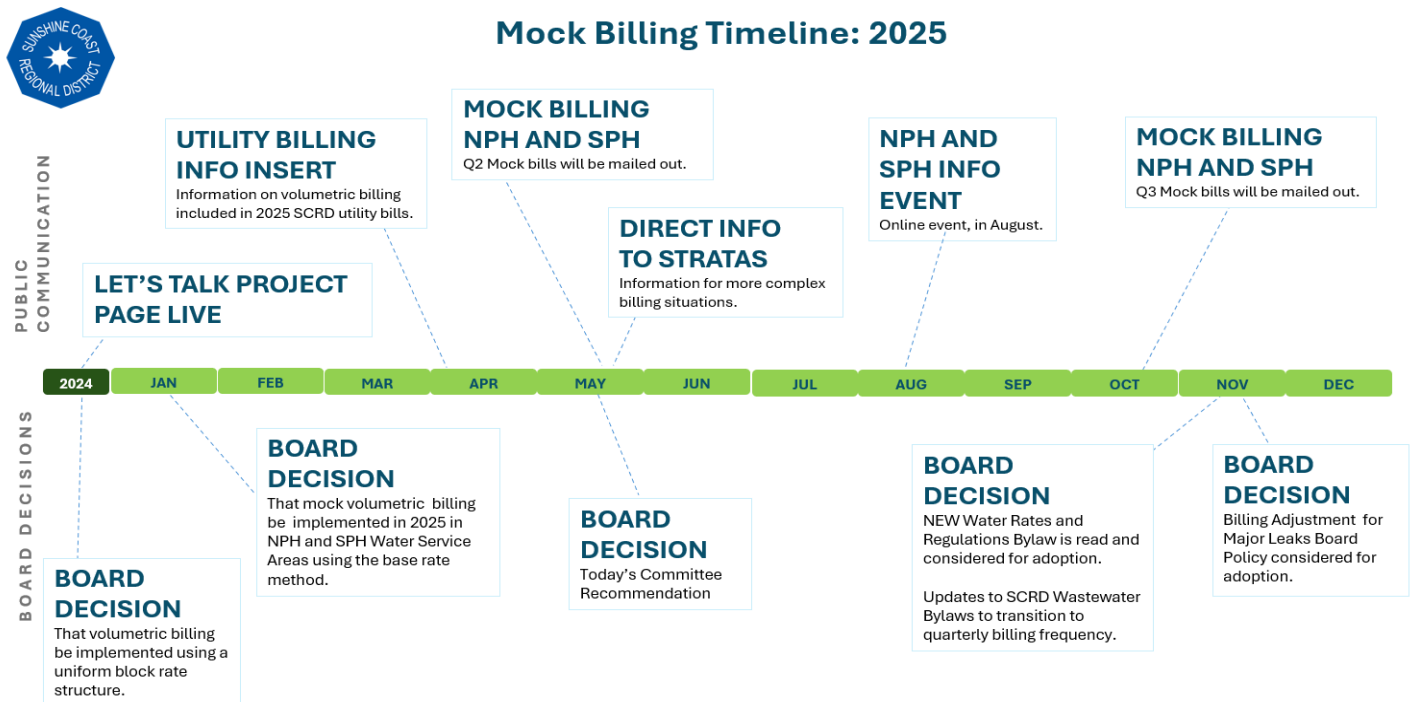 SUNSHINE COAST
REGIONAL DISTRICT
Mock Billing Timeline: 2025
PUBLIC
COMMUNICATION
UTILITY BILLING
INFO INSERT
Information on volumetric billing
included in 2025 SCRD utility bills.
MOCK BILLING
NPH AND SPH
Q2 Mock bills will be mailed out.
NPH AND
SPH INFO
EVENT
Online event, in August.
MOCK BILLING
NPH AND SPH
Q3 Mock bills will be mailed out.
DIRECT INFO
TO STRATAS
Information for more complex
billing situations.
LET’S TALK PROJECT
PAGE LIVE
2024
JAN
FEB
MAR
APR
MAY
JUN
JUL
AUG
SEP
OCT
NOV
DEC
BOARD DECISIONS
BOARD
DECISION
That volumetric billing
be implemented using a
uniform block rate
structure.
BOARD
DECISION
That mock volumetric billing
be implemented in 2025 in
NPH and SPH Water Service
Areas using the base rate
method.
BOARD
DECISION
Today’s Committee
Recommendation
BOARD
DECISION
NEW Water Rates and
Regulations Bylaw is read and
considered for adoption.
Updates to SCRD Wastewater
Bylaws to transition to
quarterly billing frequency.
BOARD
DECISION
Billing Adjustment for
Major Leaks Board
Policy considered for
adoption.